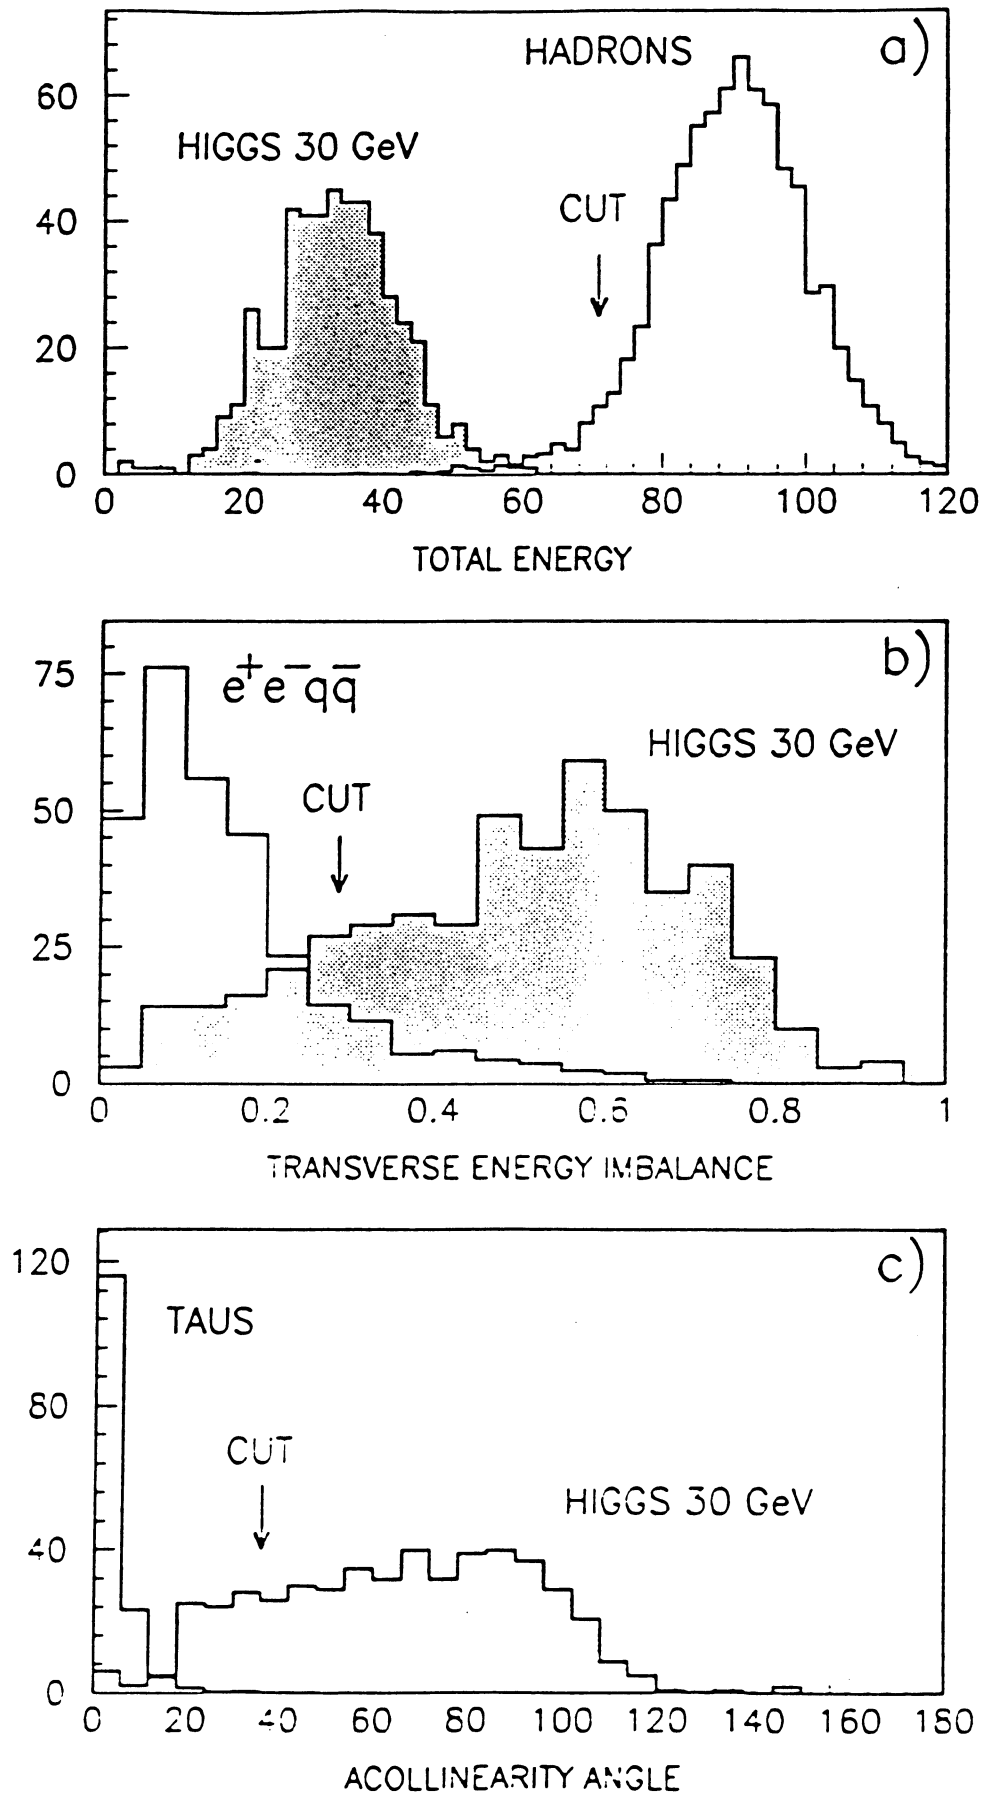 HADRONS
a)
60
HIGGS 30 GeV
CUT
40
20
0
0 20 40 60 80 100 120
TOTAL ENERGY
b)
75
e⁺e⁻qq̄
HIGGS 30 GeV
CUT
50
25
0
0 0.2 0.4 0.6 0.8 1
TRANSVERSE ENERGY IMBALANCE
120
c)
TAUS
80
CUT
HIGGS 30 GeV
40
0
0 20 40 60 80 100 120 140 160 180
ACOLLINEARITY ANGLE